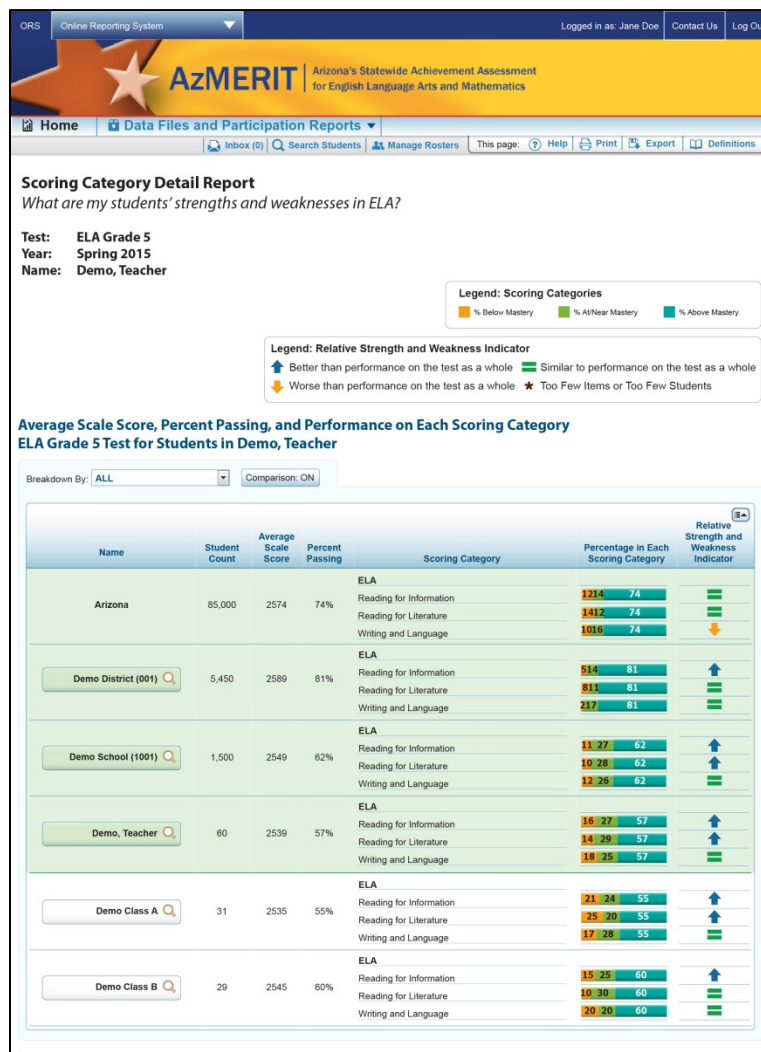 ORS Online Reporting System Logged in as: Jane Doe Contact Us Log Ou
AzMERIT Arizona's Statewide Achievement Assessment
for English Language Arts and Mathematics
Home Data Files and Participation Reports
Inbox (0) Search Students Manage Rosters This page: Help Print Export Definitions
Scoring Category Detail Report
What are my students' strengths and weaknesses in ELA?
Test: ELA Grade 5
Year: Spring 2015
Name: Demo, Teacher
Legend: Scoring Categories
% Below Mastery % At/Near Mastery % Above Mastery
Legend: Relative Strength and Weakness Indicator
Better than performance on the test as a whole Similar to performance on the test as a whole
Worse than performance on the test as a whole * Too Few Items or Too Few Students
Average Scale Score, Percent Passing, and Performance on Each Scoring Category
ELA Grade 5 Test for Students in Demo, Teacher
Breakdown By: ALL Comparison: ON
Name Student Count Average Scale Score Percent Passing Scoring Category Percentage in Each Scoring Category Relative Strength and Weakness Indicator
ELA
Reading for Information 12 14 74
Arizona 85,000 2574 74%
Reading for Literature 14 12 74
Writing and Language 10 16 74
ELA
Reading for Information 5 14 81
Demo District (001) 5,450 2589 81%
Reading for Literature 8 11 81
Writing and Language 2 17 81
ELA
Reading for Information 11 27 62
Demo School (1001) 1,500 2549 62%
Reading for Literature 10 28 62
Writing and Language 12 26 62
ELA
Reading for Information 16 27 57
Demo, Teacher 60 2539 57%
Reading for Literature 14 29 57
Writing and Language 18 25 57
ELA
Reading for Information 21 24 55
Demo Class A 31 2535 55%
Reading for Literature 25 20 55
Writing and Language 17 28 55
ELA
Reading for Information 15 25 60
Demo Class B 29 2545 60%
Reading for Literature 10 30 60
Writing and Language 20 20 60